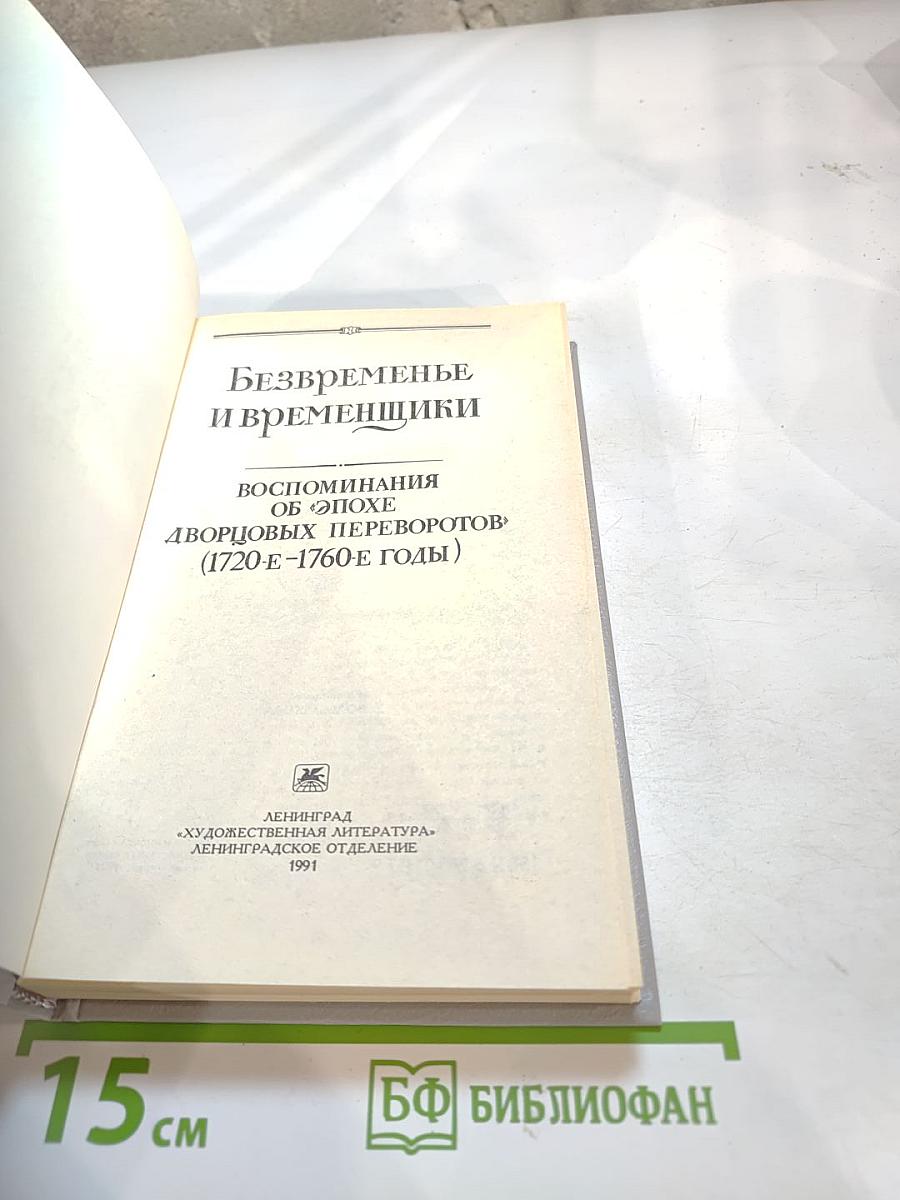 Безвременье
и временщики
ВОСПОМИНАНИЯ
ОБ «ЭПОХЕ
ДВОРЦОВЫХ ПЕРЕВОРОТОВ»
(1720-Е–1760-Е ГОДЫ)
ЛЕНИНГРАД
«ХУДОЖЕСТВЕННАЯ ЛИТЕРАТУРА»
ЛЕНИНГРАДСКОЕ ОТДЕЛЕНИЕ
1991
15 см
БФ БИБЛИОФАН